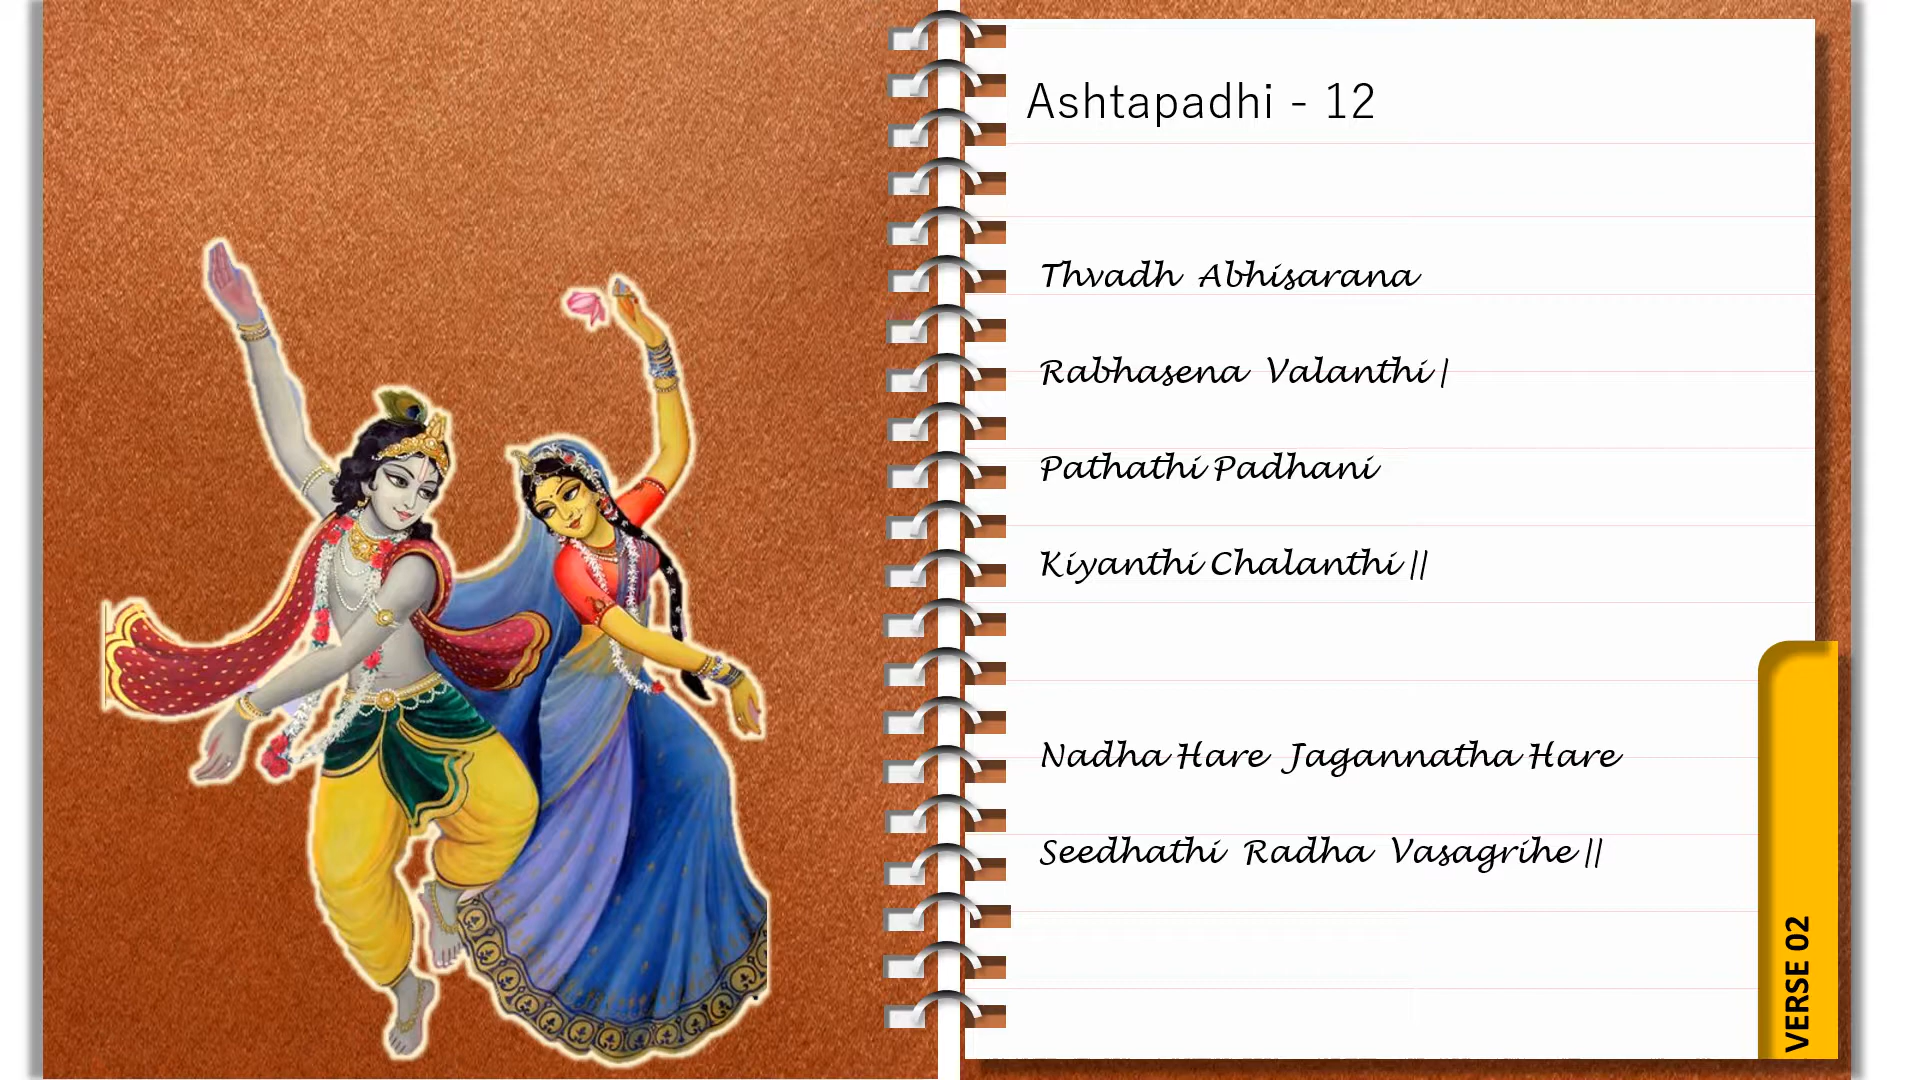 Ashtapadhi - 12
Thvadh Abhisarana
Rabhasena Valanthi |
Pathathi Padhani
Kiyanthi Chalanthi ||
Nadha Hare Jagannatha Hare
Seedhathi Radha Vasagrihe ||
VERSE 02